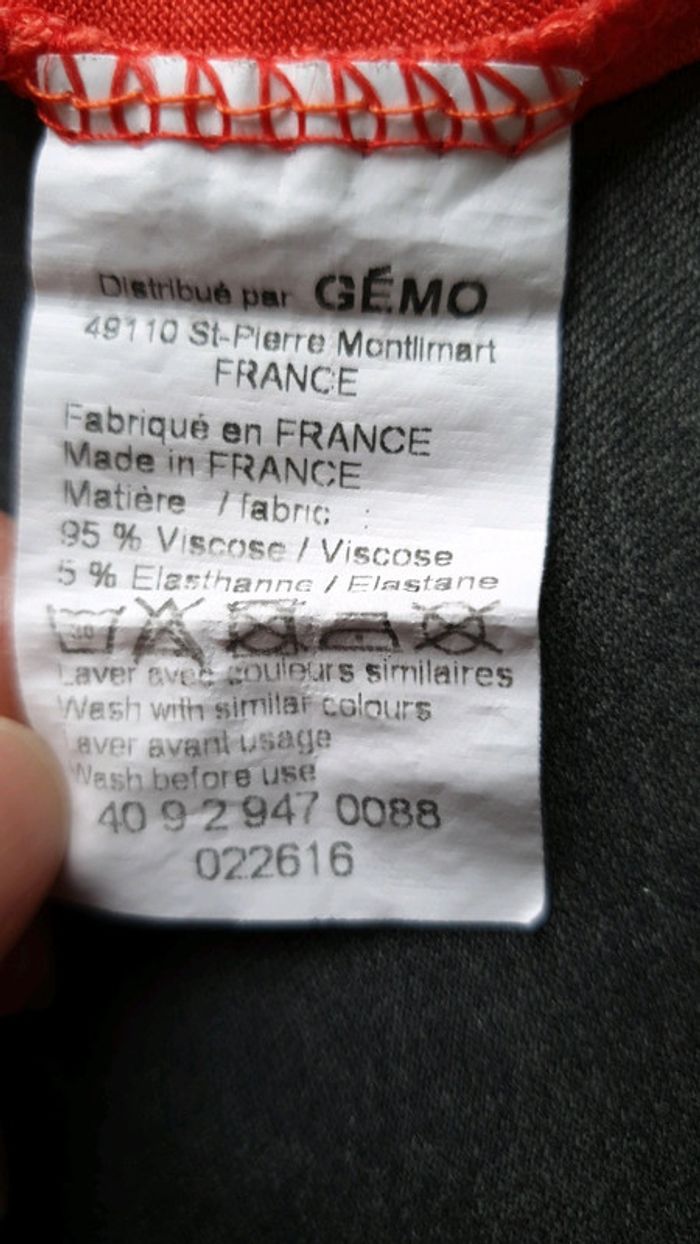 Distribué par GÉMO
49110 St-Pierre Montlimart
FRANCE
Fabriqué en FRANCE
Made in FRANCE
Matière / fabric :
95 % Viscose / Viscose
5 % Elasthanne / Elastane
30
Laver avec couleurs similaires
Wash with similar colours
Laver avant usage
Wash before use
40 9 2 947 0088
022616